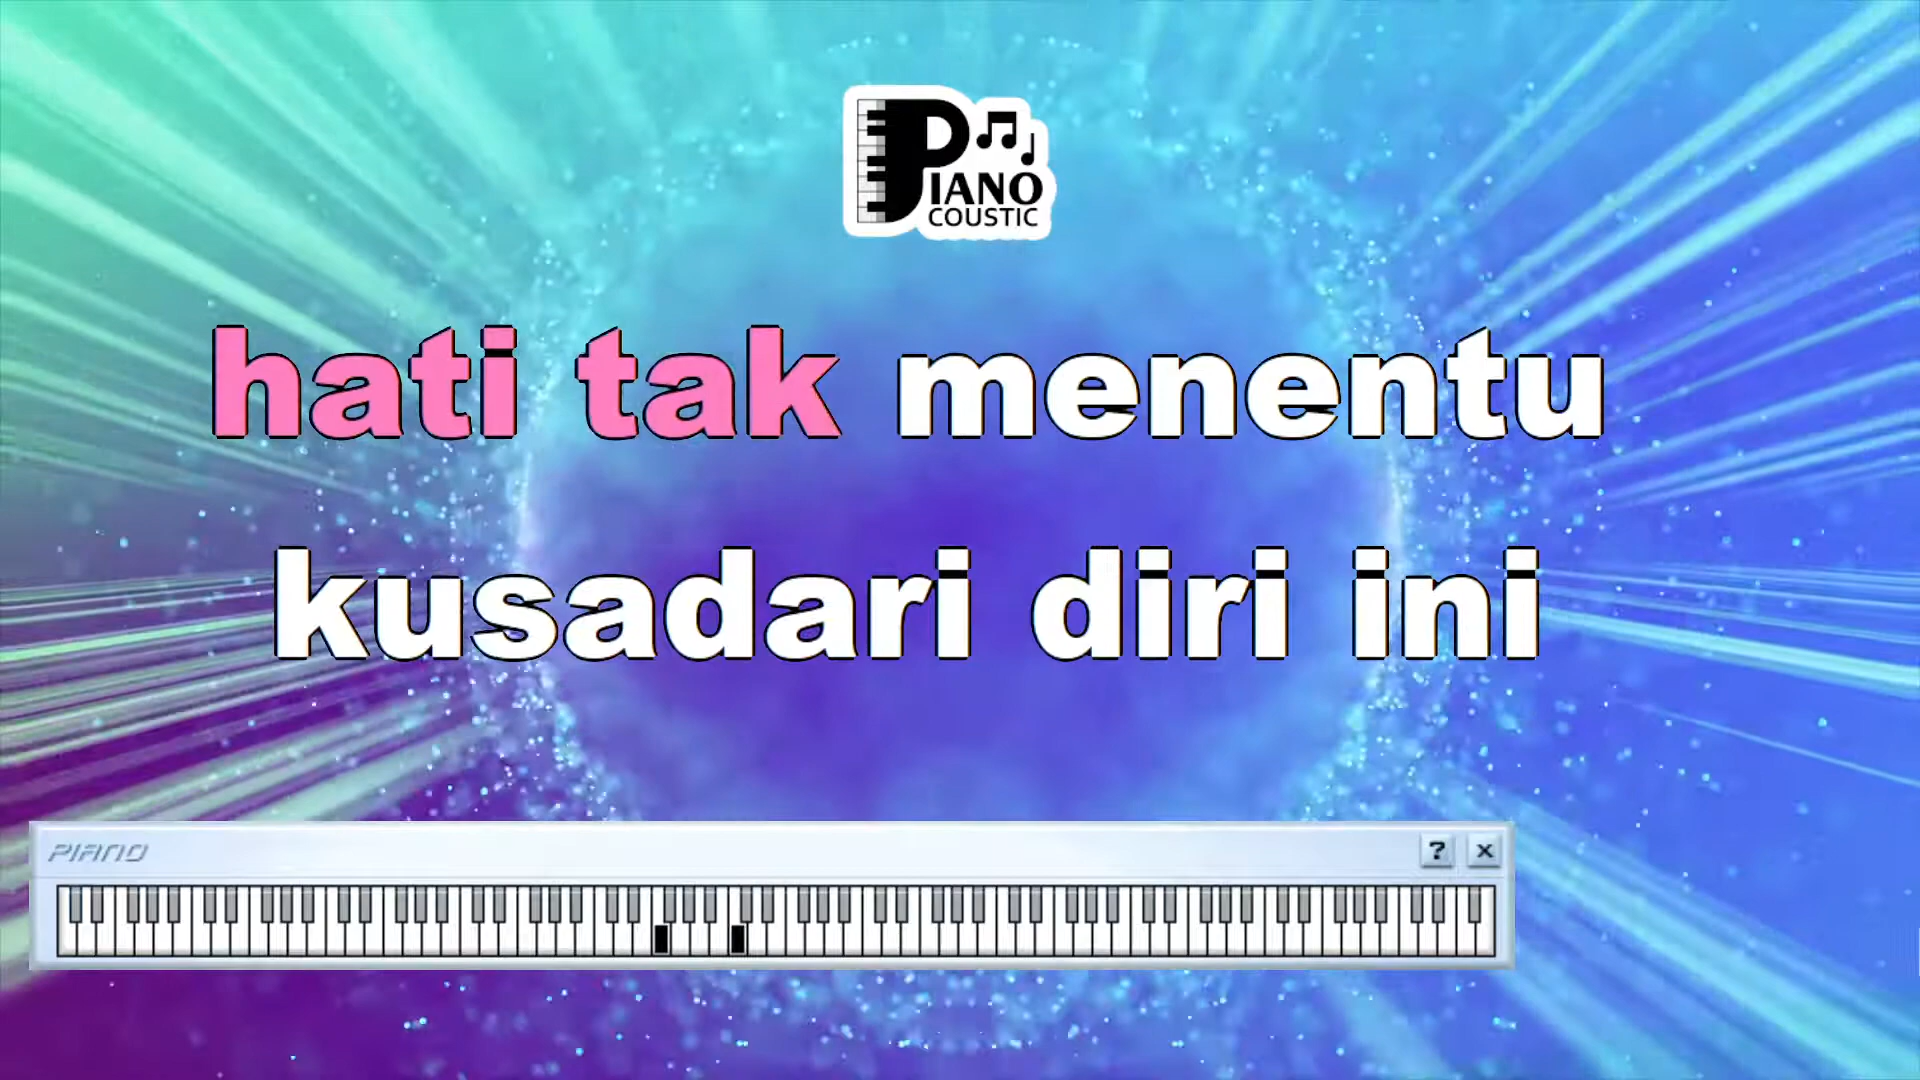 PIANO
COUSTIC
hati tak menentu
kusadari diri ini
PIANO
? x